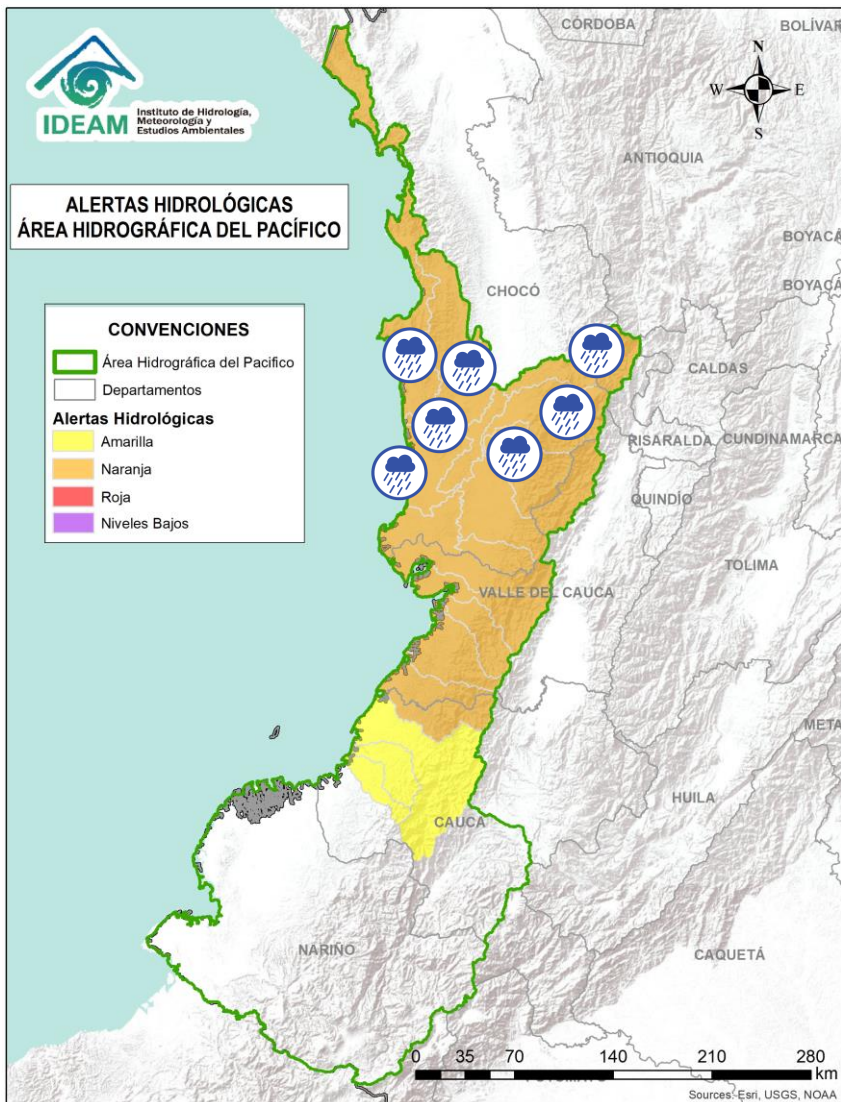 CÓRDOBA
BOLÍVAR
IDEAM
Instituto de Hidrología,
Meteorología y
Estudios Ambientales
N
W
E
S
ANTIOQUIA
ALERTAS HIDROLÓGICAS
ÁREA HIDROGRÁFICA DEL PACÍFICO
BOYACÁ
BOYACÁ
CHOCÓ
CONVENCIONES
Área Hidrográfica del Pacifico
Departamentos
Alertas Hidrológicas
Amarilla
Naranja
Roja
Niveles Bajos
CALDAS
RISARALDA
CUNDINAMARCA
QUINDÍO
TOLIMA
VALLE DEL CAUCA
META
HUILA
CAUCA
NARIÑO
CAQUETÁ
0 35 70 140 210 280
km
Sources: Esri, USGS, NOAA